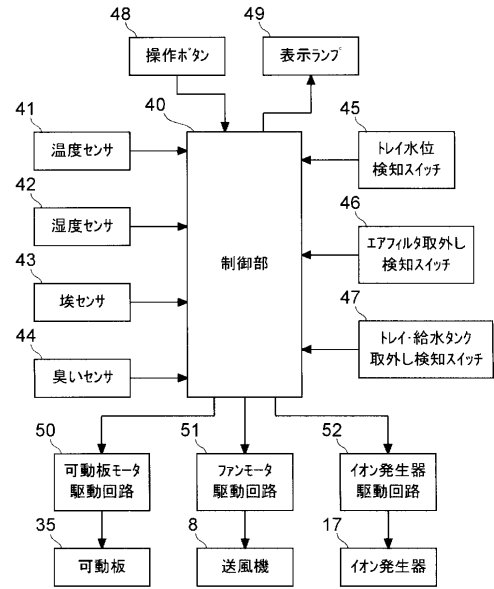 48
操作ボタン
49
表示ランプ
40
制御部
41
温度センサ
42
湿度センサ
43
埃センサ
44
臭いセンサ
45
トレイ水位
検知スイッチ
46
エアフィルタ取外し
検知スイッチ
47
トレイ・給水タンク
取外し検知スイッチ
50
可動板モータ
駆動回路
51
ファンモータ
駆動回路
52
イオン発生器
駆動回路
35
可動板
8
送風機
17
イオン発生器